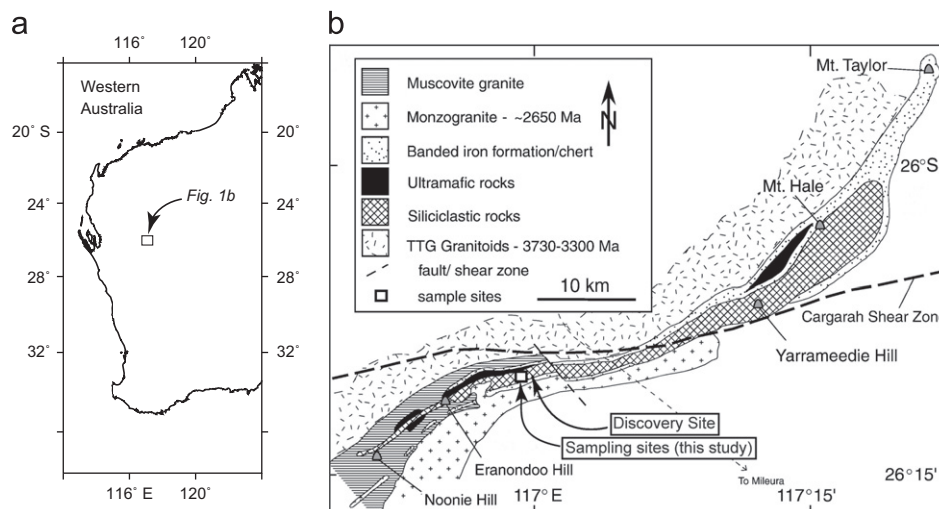 a
116° 120°
Western
Australia
20° S
20°
24°
24°
Fig. 1b
28°
28°
32°
32°
116° E 120°
b
Muscovite granite
Monzogranite - ~2650 Ma
Banded iron formation/chert
Ultramafic rocks
Siliciclastic rocks
TTG Granitoids - 3730-3300 Ma
fault/ shear zone
sample sites
N
10 km
Mt. Taylor
26°S
Mt. Hale
Cargarah Shear Zone
Yarrameedie Hill
Discovery Site
Sampling sites (this study)
Eranondoo Hill
Noonie Hill
To Mileura
26°15'
117° E
117°15'